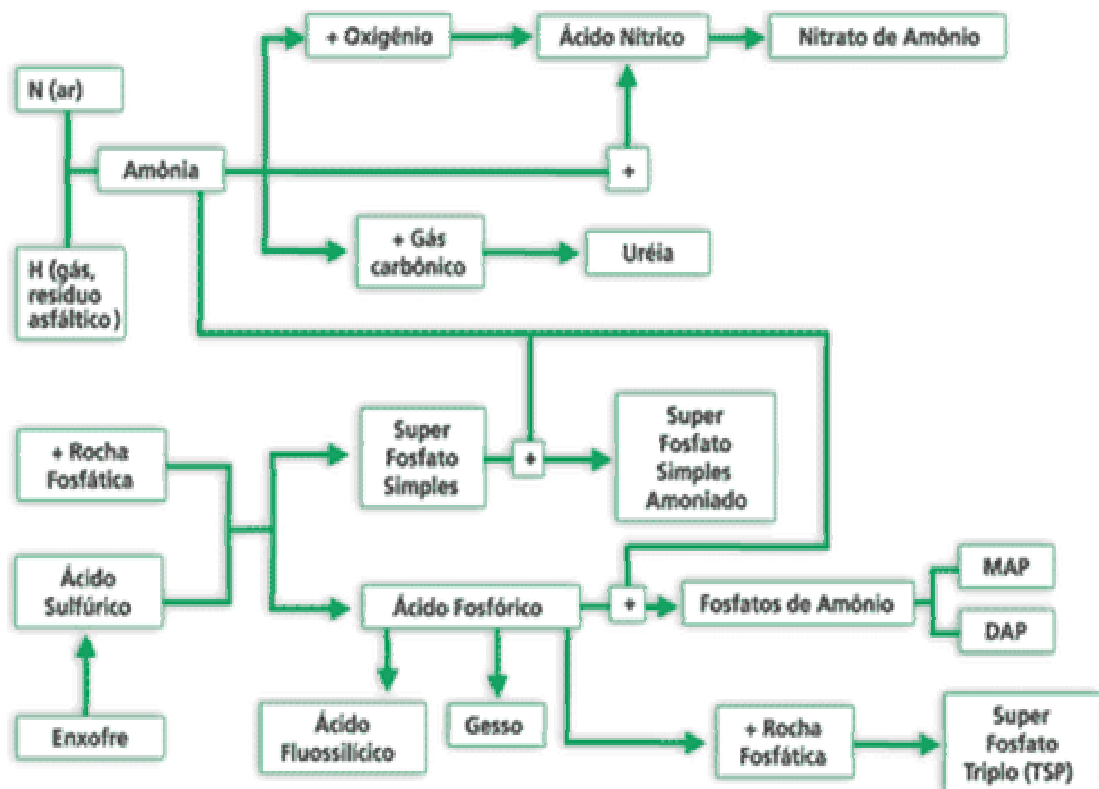 + Oxigênio
Ácido Nítrico
Nitrato de Amônio
N (ar)
Amônia
+
H (gás,
resíduo
asfáltico)
+ Gás
carbônico
Uréia
+ Rocha
Fosfática
Super
Fosfato
Simples
+
Super
Fosfato
Simples
Amoniado
Ácido
Sulfúrico
Ácido Fosfórico
+
Fosfatos de Amônio
MAP
DAP
Enxofre
Ácido
Fluossilícico
Gesso
+ Rocha
Fosfática
Super
Fosfato
Triplo (TSP)